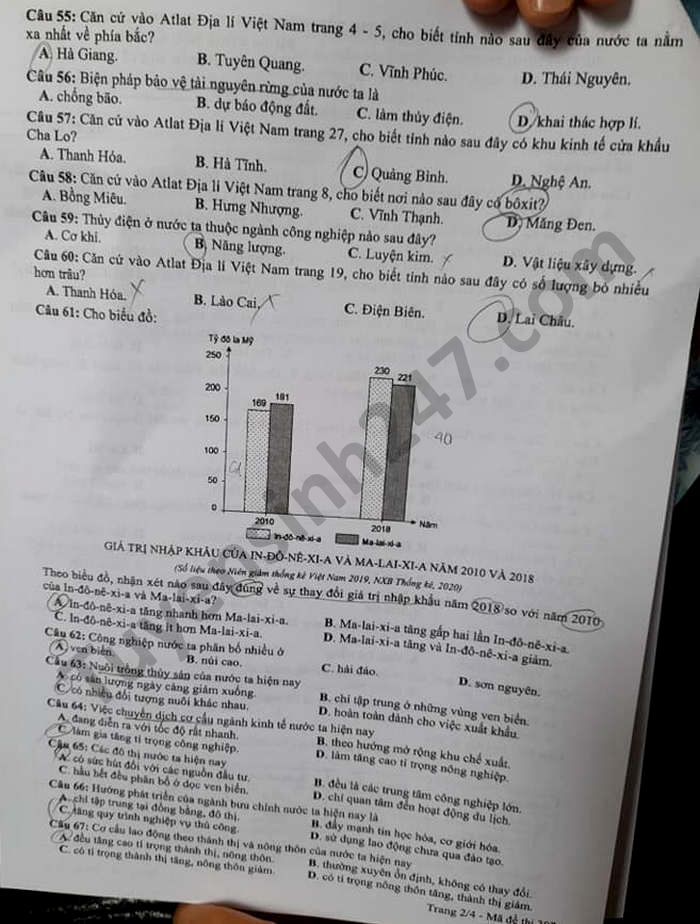 Câu 55: Căn cứ vào Atlat Địa lí Việt Nam trang 4 - 5, cho biết tỉnh nào sau đây của nước ta nằm
xa nhất về phía bắc?
A. Hà Giang. B. Tuyên Quang. C. Vĩnh Phúc. D. Thái Nguyên.
Câu 56: Biện pháp bảo vệ tài nguyên rừng của nước ta là
A. chống bão. B. dự báo động đất. C. làm thủy điện. D. khai thác hợp lí.
Câu 57: Căn cứ vào Atlat Địa lí Việt Nam trang 27, cho biết tỉnh nào sau đây có khu kinh tế cửa khẩu
Cha Lo?
A. Thanh Hóa. B. Hà Tĩnh. C. Quảng Bình. D. Nghệ An.
Câu 58: Căn cứ vào Atlat Địa lí Việt Nam trang 8, cho biết nơi nào sau đây có bôxit?
A. Bồng Miêu. B. Hưng Nhượng. C. Vĩnh Thạnh. D. Măng Đen.
Câu 59: Thủy điện ở nước ta thuộc ngành công nghiệp nào sau đây?
A. Cơ khí. B. Năng lượng. C. Luyện kim. D. Vật liệu xây dựng.
Câu 60: Căn cứ vào Atlat Địa lí Việt Nam trang 19, cho biết tỉnh nào sau đây có số lượng bò nhiều
hơn trâu?
A. Thanh Hóa. B. Lào Cai. C. Điện Biên. D. Lai Châu.
Câu 61: Cho biểu đồ:
Tỷ đô la Mỹ
250
200
150
100
50
0
169 181
230 221
90
2010 2018 Năm
In-đô-nê-xi-a Ma-lai-xi-a
GIÁ TRỊ NHẬP KHẨU CỦA IN-ĐÔ-NÊ-XI-A VÀ MA-LAI-XI-A NĂM 2010 VÀ 2018
(Số liệu theo Niên giám thống kê Việt Nam 2019, NXB Thống kê, 2020)
Theo biểu đồ, nhận xét nào sau đây đúng về sự thay đổi giá trị nhập khẩu năm 2018 so với năm 2010
của In-đô-nê-xi-a và Ma-lai-xi-a?
A. In-đô-nê-xi-a tăng nhanh hơn Ma-lai-xi-a. B. Ma-lai-xi-a tăng gấp hai lần In-đô-nê-xi-a.
C. In-đô-nê-xi-a tăng ít hơn Ma-lai-xi-a. D. Ma-lai-xi-a tăng và In-đô-nê-xi-a giảm.
Câu 62: Công nghiệp nước ta phân bố nhiều ở
A. ven biển. B. núi cao. C. hải đảo. D. sơn nguyên.
Câu 63: Nuôi trồng thủy sản của nước ta hiện nay
A. có sản lượng ngày càng giảm xuống. B. chỉ tập trung ở những vùng ven biển.
C. có nhiều đối tượng nuôi khác nhau. D. hoàn toàn dành cho việc xuất khẩu.
Câu 64: Việc chuyển dịch cơ cấu ngành kinh tế nước ta hiện nay
A. đang diễn ra với tốc độ rất nhanh. B. theo hướng mở rộng khu chế xuất.
C. làm gia tăng tỉ trọng công nghiệp. D. làm tăng cao tỉ trọng nông nghiệp.
Câu 65: Các đô thị nước ta hiện nay
A. có sức hút đối với các nguồn đầu tư. B. đều là các trung tâm công nghiệp lớn.
C. hầu hết đều phân bố ở dọc ven biển. D. chỉ quan tâm đến hoạt động du lịch.
Câu 66: Hướng phát triển của ngành bưu chính nước ta hiện nay là
A. chỉ tập trung tại đồng bằng, đô thị. B. đẩy mạnh tin học hóa, cơ giới hóa.
C. tăng quy trình nghiệp vụ thủ công. D. sử dụng lao động chưa qua đào tạo.
Câu 67: Cơ cấu lao động theo thành thị và nông thôn của nước ta hiện nay
A. đều tăng cao tỉ trọng thành thị, nông thôn. B. thường xuyên ổn định, không có thay đổi.
C. có tỉ trọng thành thị tăng, nông thôn giảm. D. có tỉ trọng nông thôn tăng, thành thị giảm.
Trang 2/4 - Mã đề thi
tuyensinh247.com